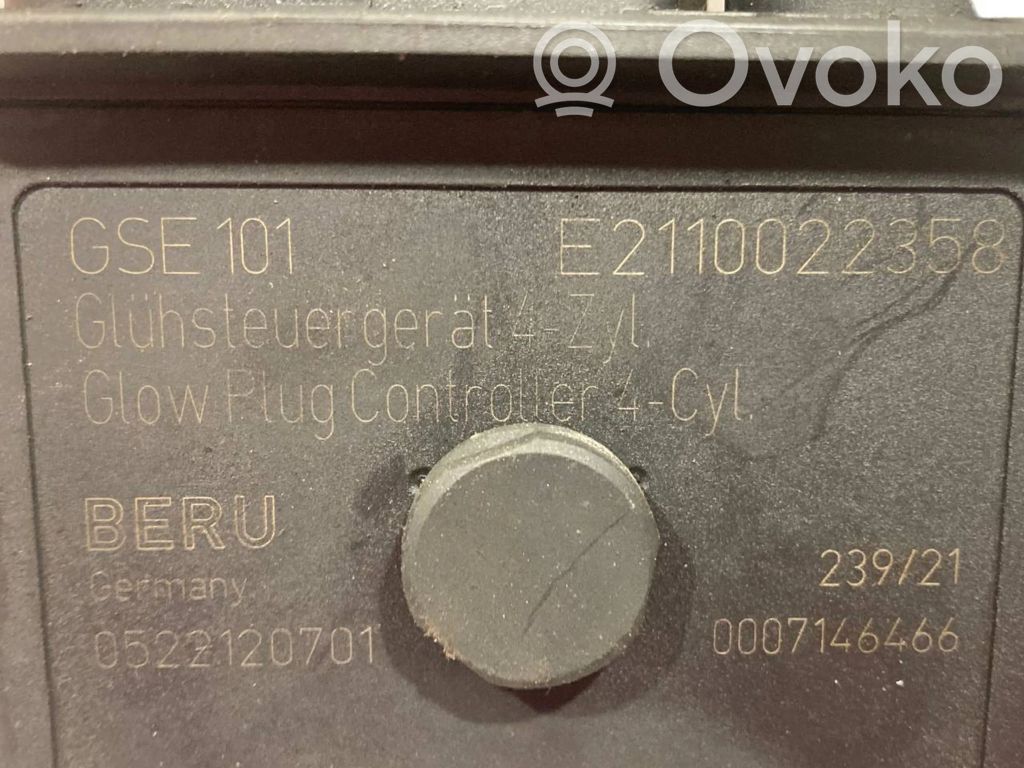 Ovoko
GSE 101 E2110022358
Glühsteuergerät 4-Zyl.
Glow Plug Controller 4-Cyl.
BERU
Germany 239/21
0522120701 0007146466